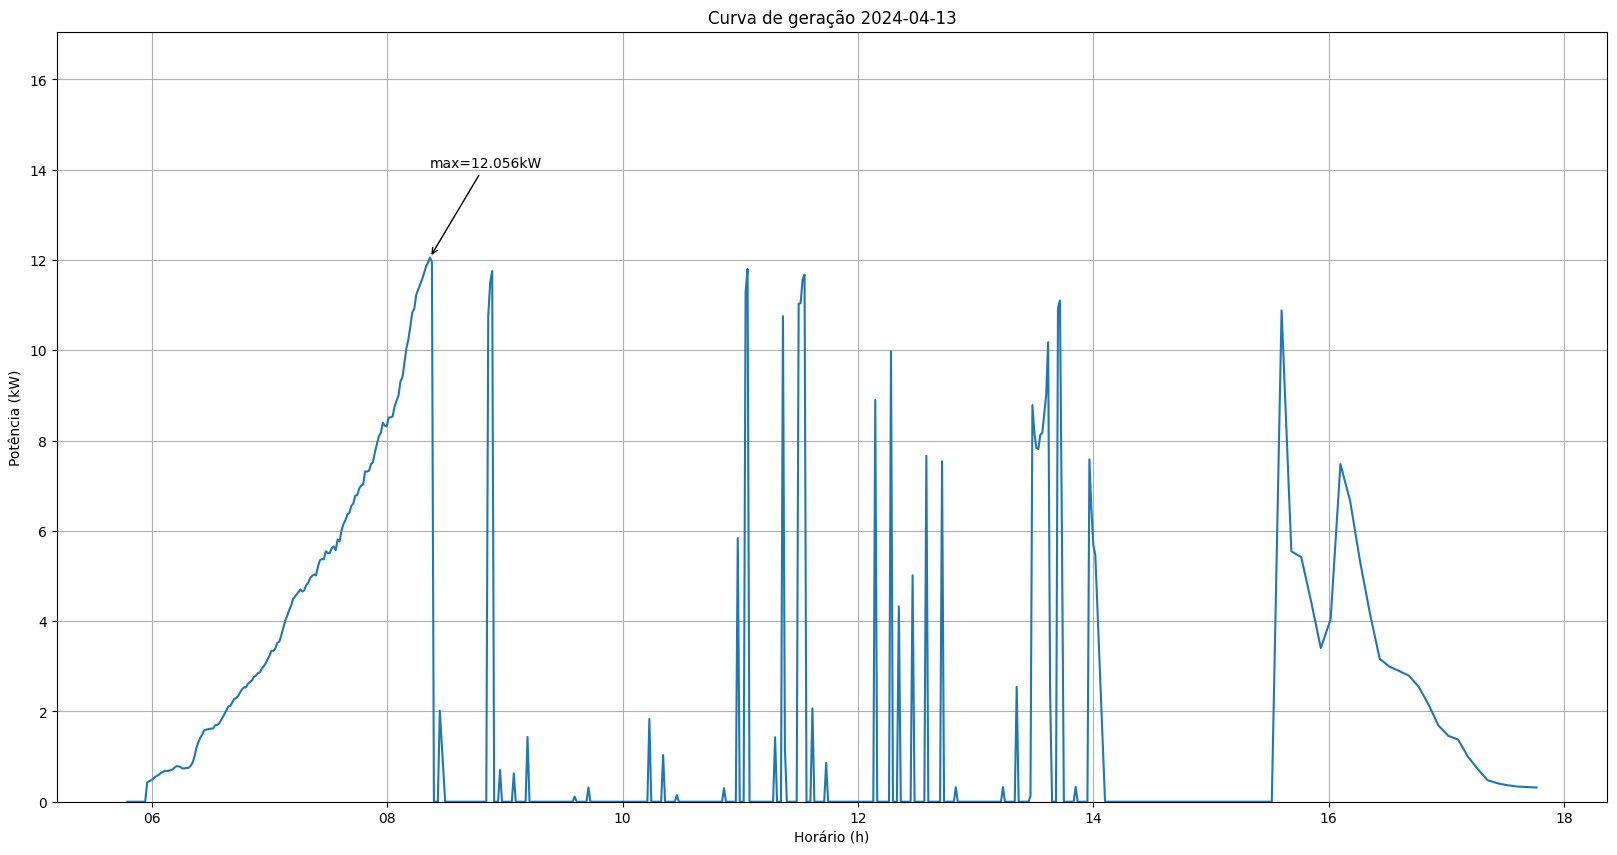 Curva de geração 2024-04-13
max=12.056kW
Potência (kW)
16
14
12
10
8
6
4
2
0
06 08 10 12 14 16 18
Horário (h)